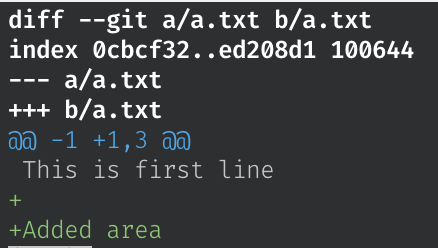 diff --git a/a.txt b/a.txt
index 0cbcf32..ed208d1 100644
--- a/a.txt
+++ b/a.txt
@@ -1 +1,3 @@
 This is first line
+
+Added area